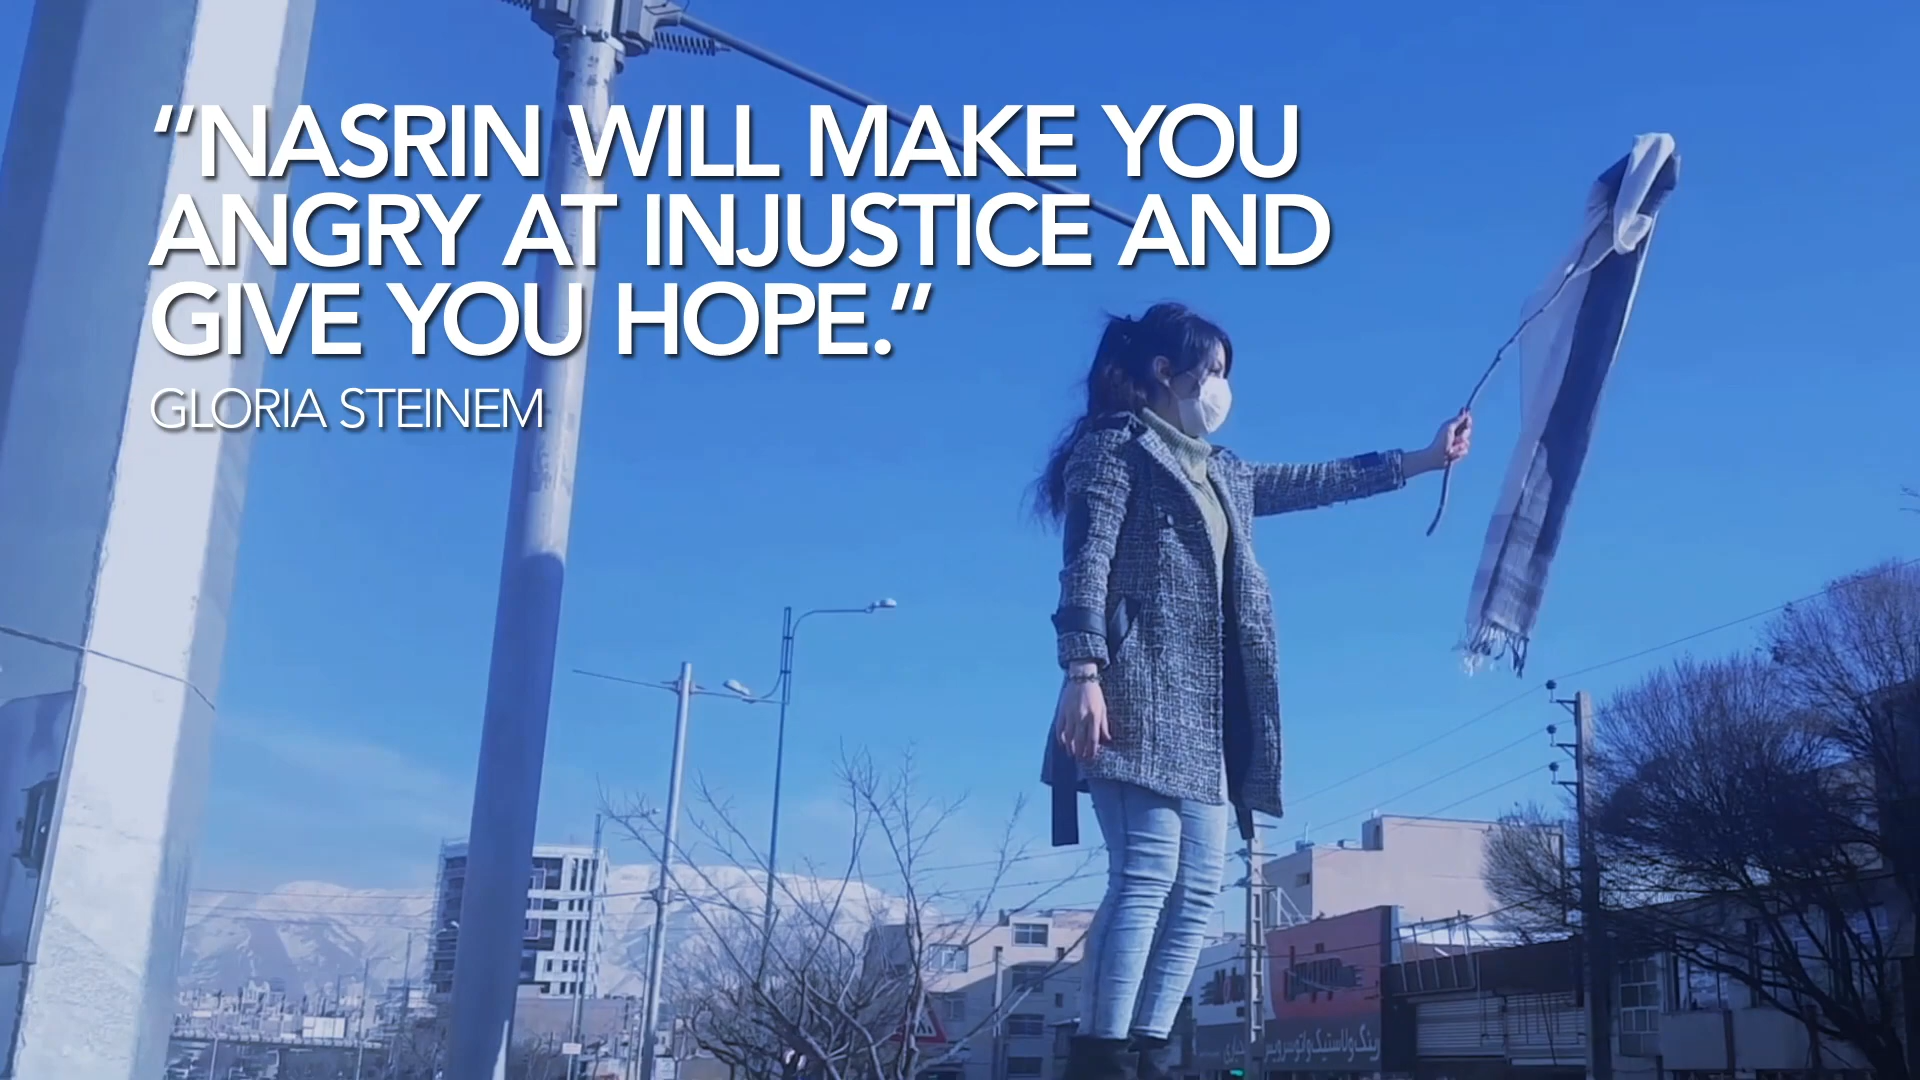 “NASRIN WILL MAKE YOU
ANGRY AT INJUSTICE AND
GIVE YOU HOPE.”
GLORIA STEINEM